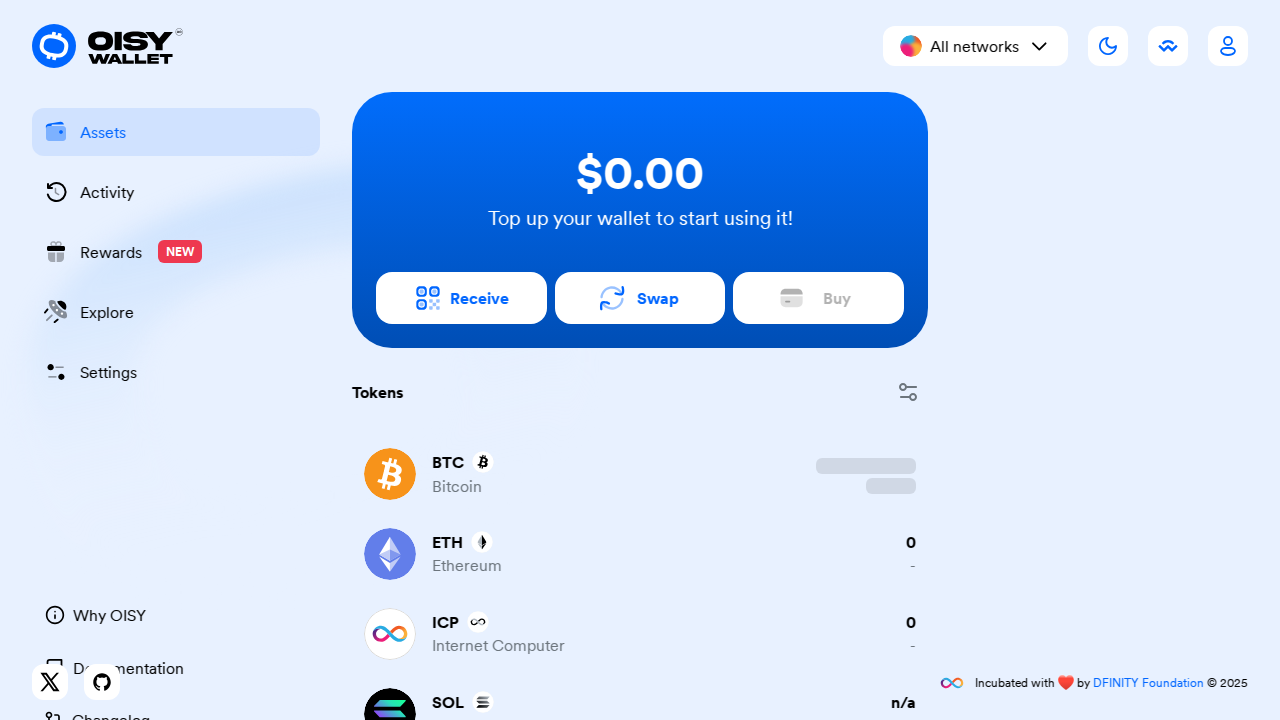 OISY
WALLET
All networks
Assets
Activity
Rewards NEW
Explore
Settings
$0.00
Top up your wallet to start using it!
Receive
Swap
Buy
Tokens
BTC
Bitcoin
ETH
Ethereum
0
-
ICP
Internet Computer
0
-
SOL
n/a
Why OISY
Documentation
Changelog
Incubated with ❤️ by DFINITY Foundation © 2025